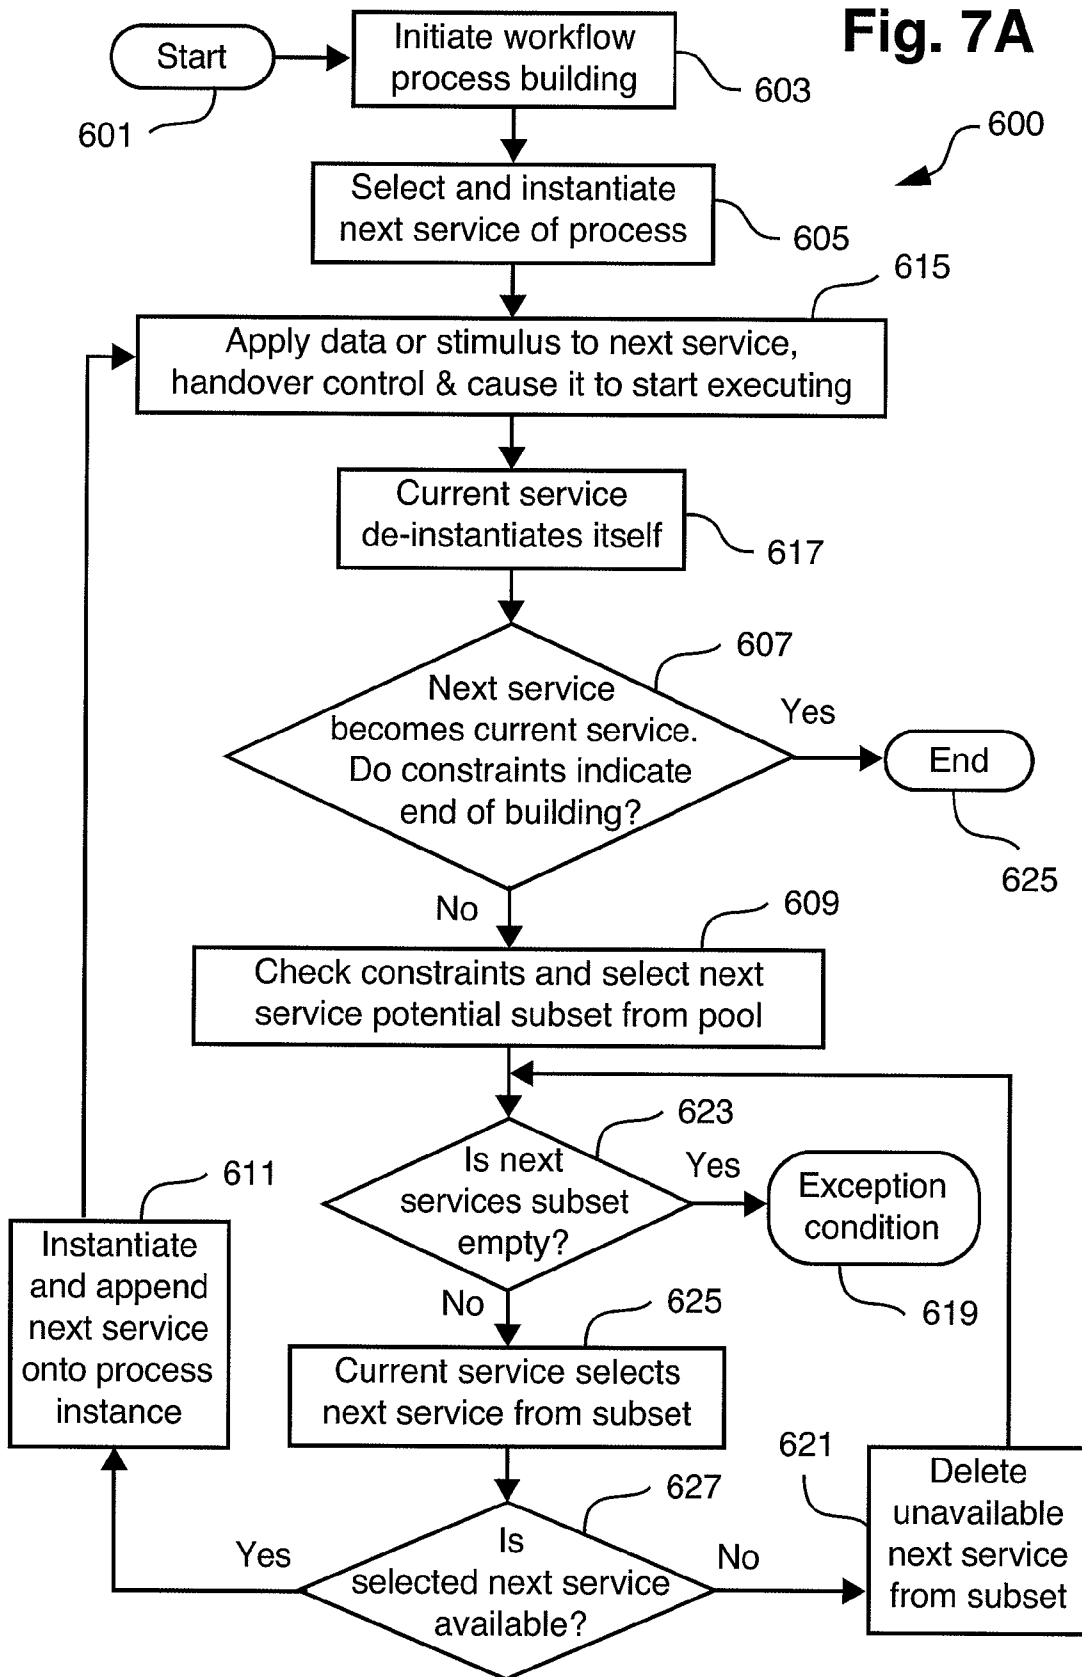 Fig. 7A
Start
601
Initiate workflow
process building
603
600
Select and instantiate
next service of process
605
615
Apply data or stimulus to next service,
handover control & cause it to start executing
Current service
de-instantiates itself
617
607
Next service
becomes current service.
Do constraints indicate
end of building?
Yes
End
625
No
609
Check constraints and select next
service potential subset from pool
623
Is next
services subset
empty?
Yes
Exception
condition
619
No
611
Instantiate
and append
next service
onto process
instance
625
Current service selects
next service from subset
627
Is
selected next service
available?
Yes
No
621
Delete
unavailable
next service
from subset